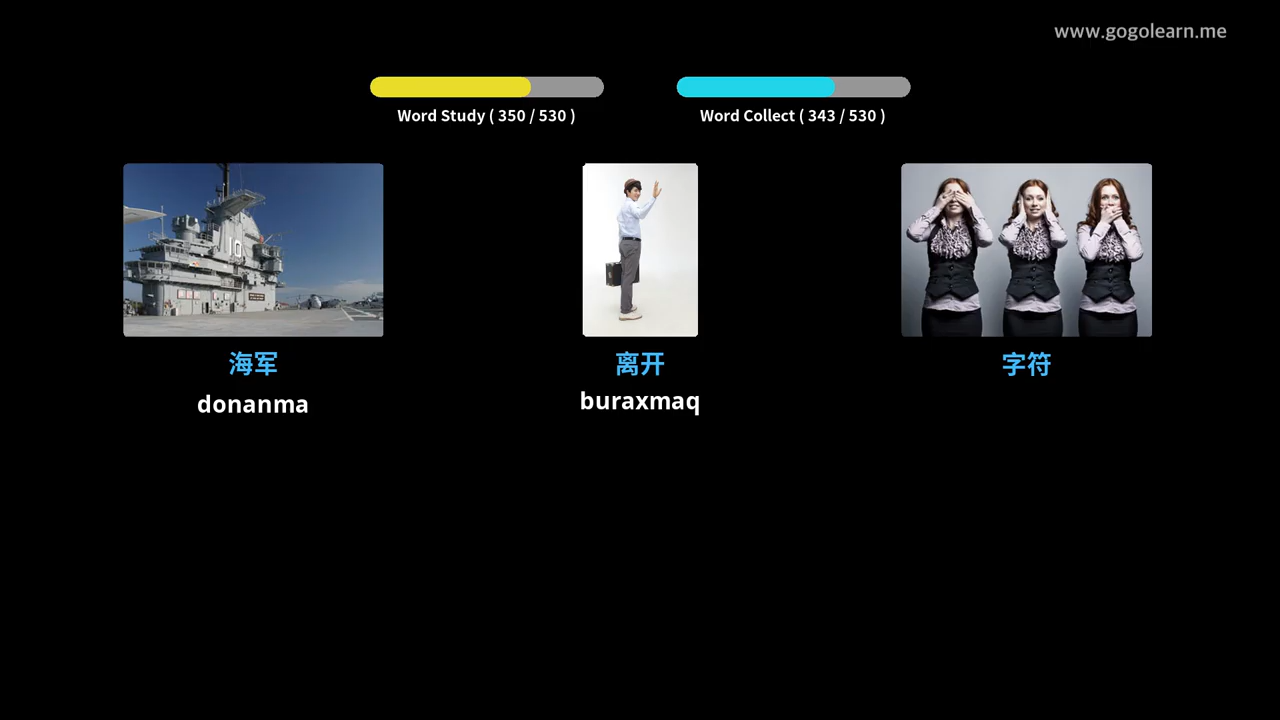 www.gogolearn.me
Word Study ( 350 / 530 )
Word Collect ( 343 / 530 )
10
海军
离开
字符
donanma
buraxmaq